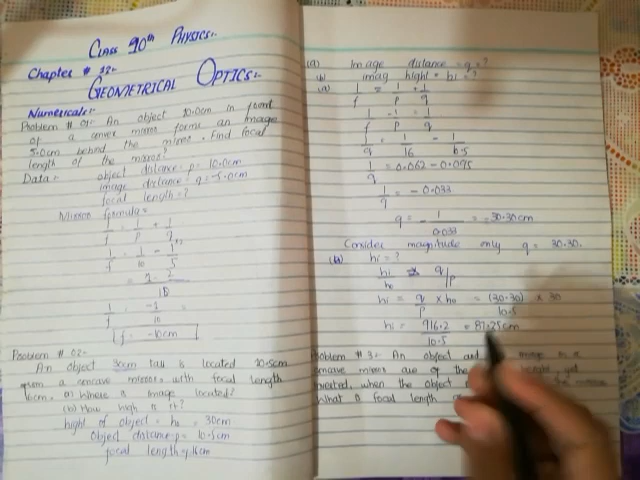 CLASS 10th PHYSICS:-
Chapter # 12:-
GEOMETRICAL OPTICS:-
Numericals:-
Problem # 01:- An object 10.0cm in front
of a convex mirror forms an image
5.0cm behind the mirror. Find focal
length of the mirror?
Data:- object distance = p = 10.0cm
image distance = q = -5.0cm
focal length = ?
Mirror formula=
1/f = 1/p + 1/q
1/f = 1/10 - 1/5
= 1-2/10
1/f = -1/10
f = -10cm
Problem # 02:-
An object 30cm tall is located 10.5cm
from a concave mirror with focal length
16cm. (a) Where is image located?
(b) How high is it?
hight of object = ho = 30cm
Object distance p = 10.5cm
focal length = 16cm
(a) Image distance = q = ?
(b) imag hight = hi = ?
(a) 1/f = 1/p + 1/q
1/f - 1/p = 1/q
1/q = 1/16 - 1/10.5
1/q = 0.062 - 0.095
1/q = - 0.033
q = - 1/0.033 = -30.30cm
Consider magnitude only q = 30.30.
(b) hi = ?
hi/ho = q/p
hi = q/p x ho = (30.30)/10.5 x 30
hi = 916.2/10.5 = 87.25cm
Problem # 3:- An object and image in a
concave mirror are of the height, yet
inverted, when the object the mirror
What is focal length of